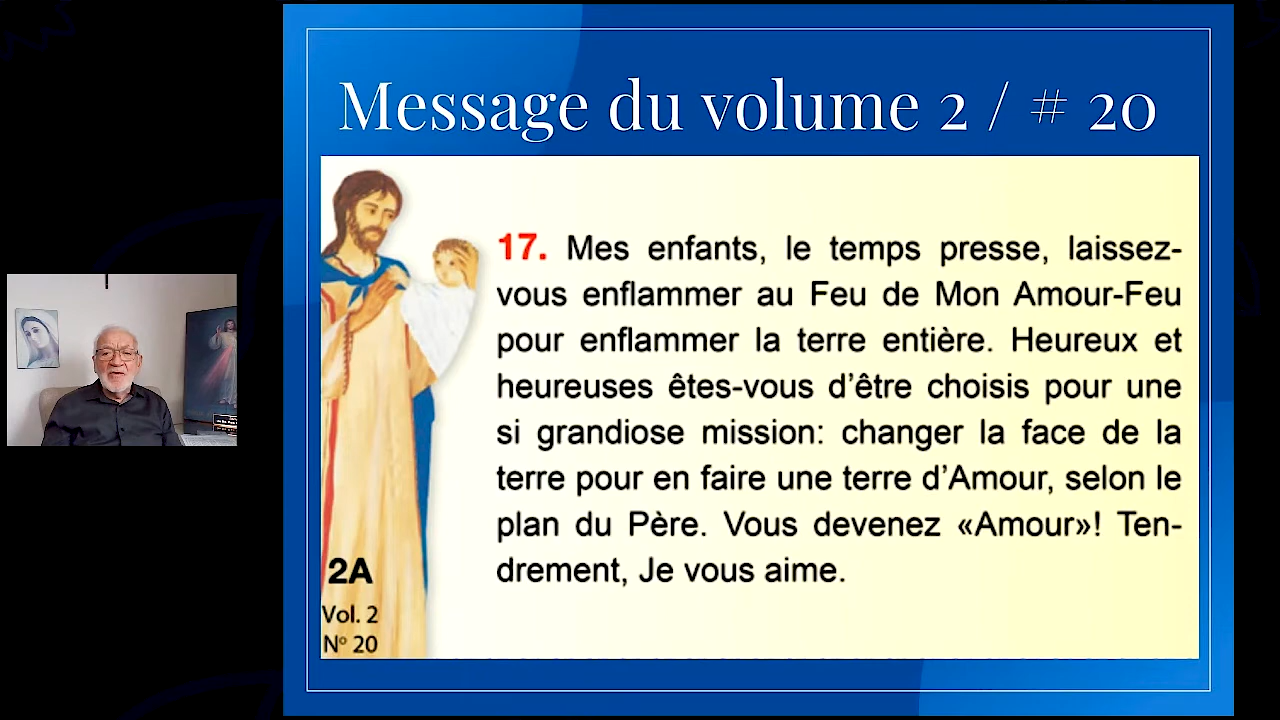 Message du volume 2 / # 20
17. Mes enfants, le temps presse, laissez-
vous enflammer au Feu de Mon Amour-Feu
pour enflammer la terre entière. Heureux et
heureuses êtes-vous d’être choisis pour une
si grandiose mission: changer la face de la
terre pour en faire une terre d’Amour, selon le
plan du Père. Vous devenez «Amour»! Ten-
drement, Je vous aime.
2A
Vol. 2
Nº 20